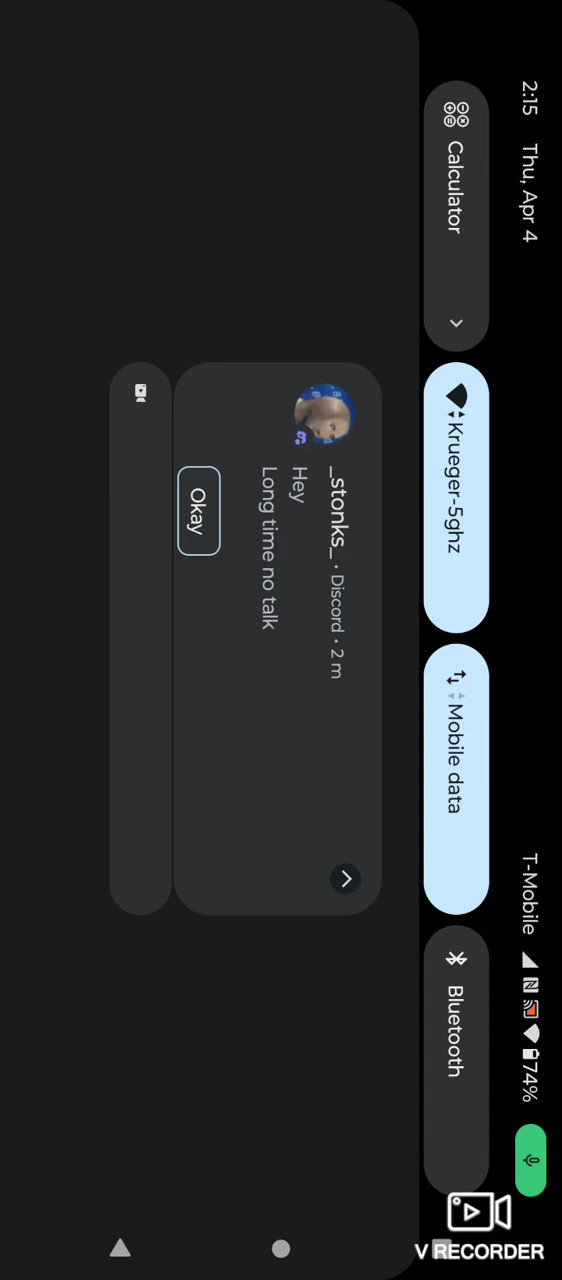 2:15 Thu, Apr 4 T-Mobile 74%
Calculator Krueger-5ghz Mobile data Bluetooth
_stonks_ • Discord • 2 m
Hey
Long time no talk
Okay
V RECORDER